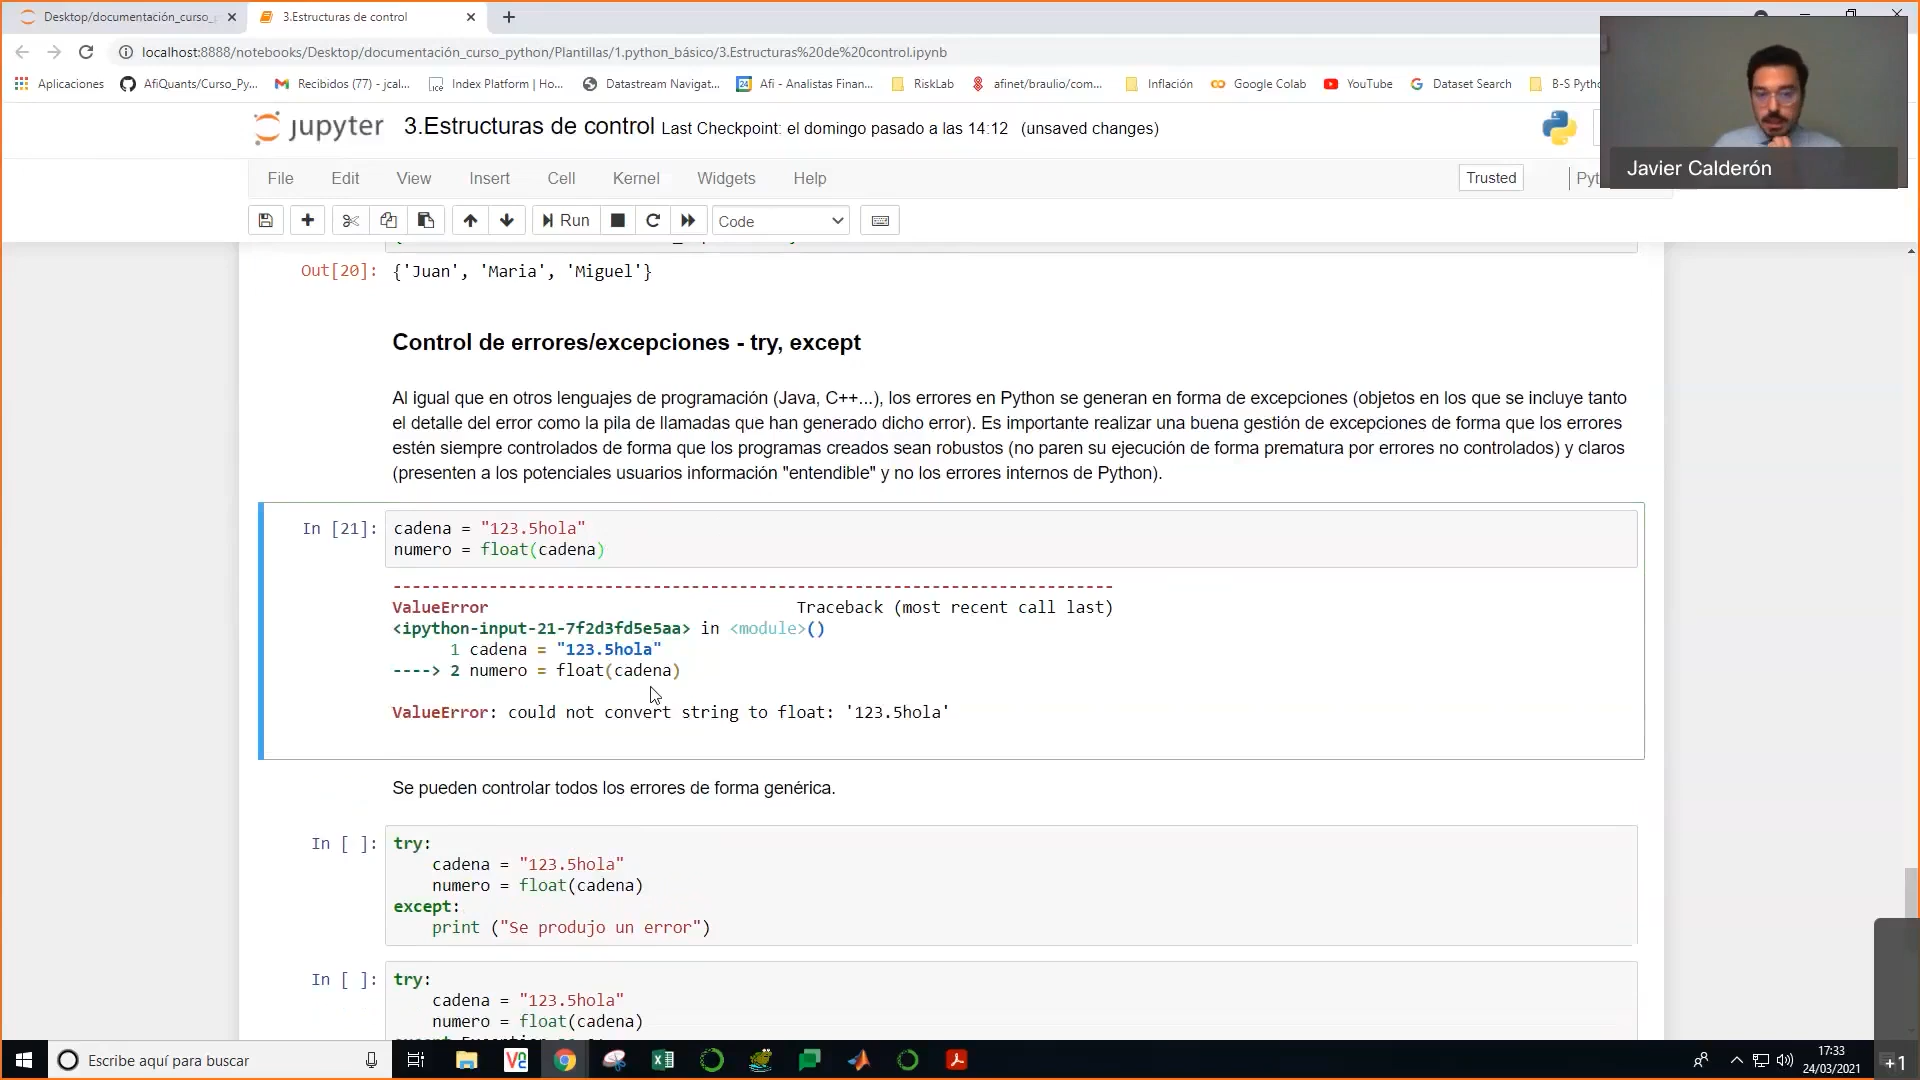 Desktop/documentación_curso_p
3.Estructuras de control
localhost:8888/notebooks/Desktop/documentación_curso_python/Plantillas/1.python_básico/3.Estructuras%20de%20control.ipynb
Aplicaciones
AfiQuants/Curso_Py...
Recibidos (77) - jcal...
Index Platform | Ho...
Datastream Navigat...
Afi - Analistas Finan...
RiskLab
afinet/braulio/com...
Inflación
Google Colab
YouTube
Dataset Search
B-S Pytho
jupyter 3.Estructuras de control Last Checkpoint: el domingo pasado a las 14:12 (unsaved changes)
Javier Calderón
File Edit View Insert Cell Kernel Widgets Help
Trusted
Pyt
Run
Code
Out[20]: {'Juan', 'Maria', 'Miguel'}
Control de errores/excepciones - try, except
Al igual que en otros lenguajes de programación (Java, C++...), los errores en Python se generan en forma de excepciones (objetos en los que se incluye tanto
el detalle del error como la pila de llamadas que han generado dicho error). Es importante realizar una buena gestión de excepciones de forma que los errores
estén siempre controlados de forma que los programas creados sean robustos (no paren su ejecución de forma prematura por errores no controlados) y claros
(presenten a los potenciales usuarios información "entendible" y no los errores internos de Python).
In [21]: cadena = "123.5hola"
numero = float(cadena)
---------------------------------------------------------------------------
ValueError Traceback (most recent call last)
<ipython-input-21-7f2d3fd5e5aa> in <module>()
1 cadena = "123.5hola"
----> 2 numero = float(cadena)
ValueError: could not convert string to float: '123.5hola'
Se pueden controlar todos los errores de forma genérica.
In [ ]: try:
cadena = "123.5hola"
numero = float(cadena)
except:
print ("Se produjo un error")
In [ ]: try:
cadena = "123.5hola"
numero = float(cadena)
Escribe aquí para buscar
17:33
24/03/2021
+1